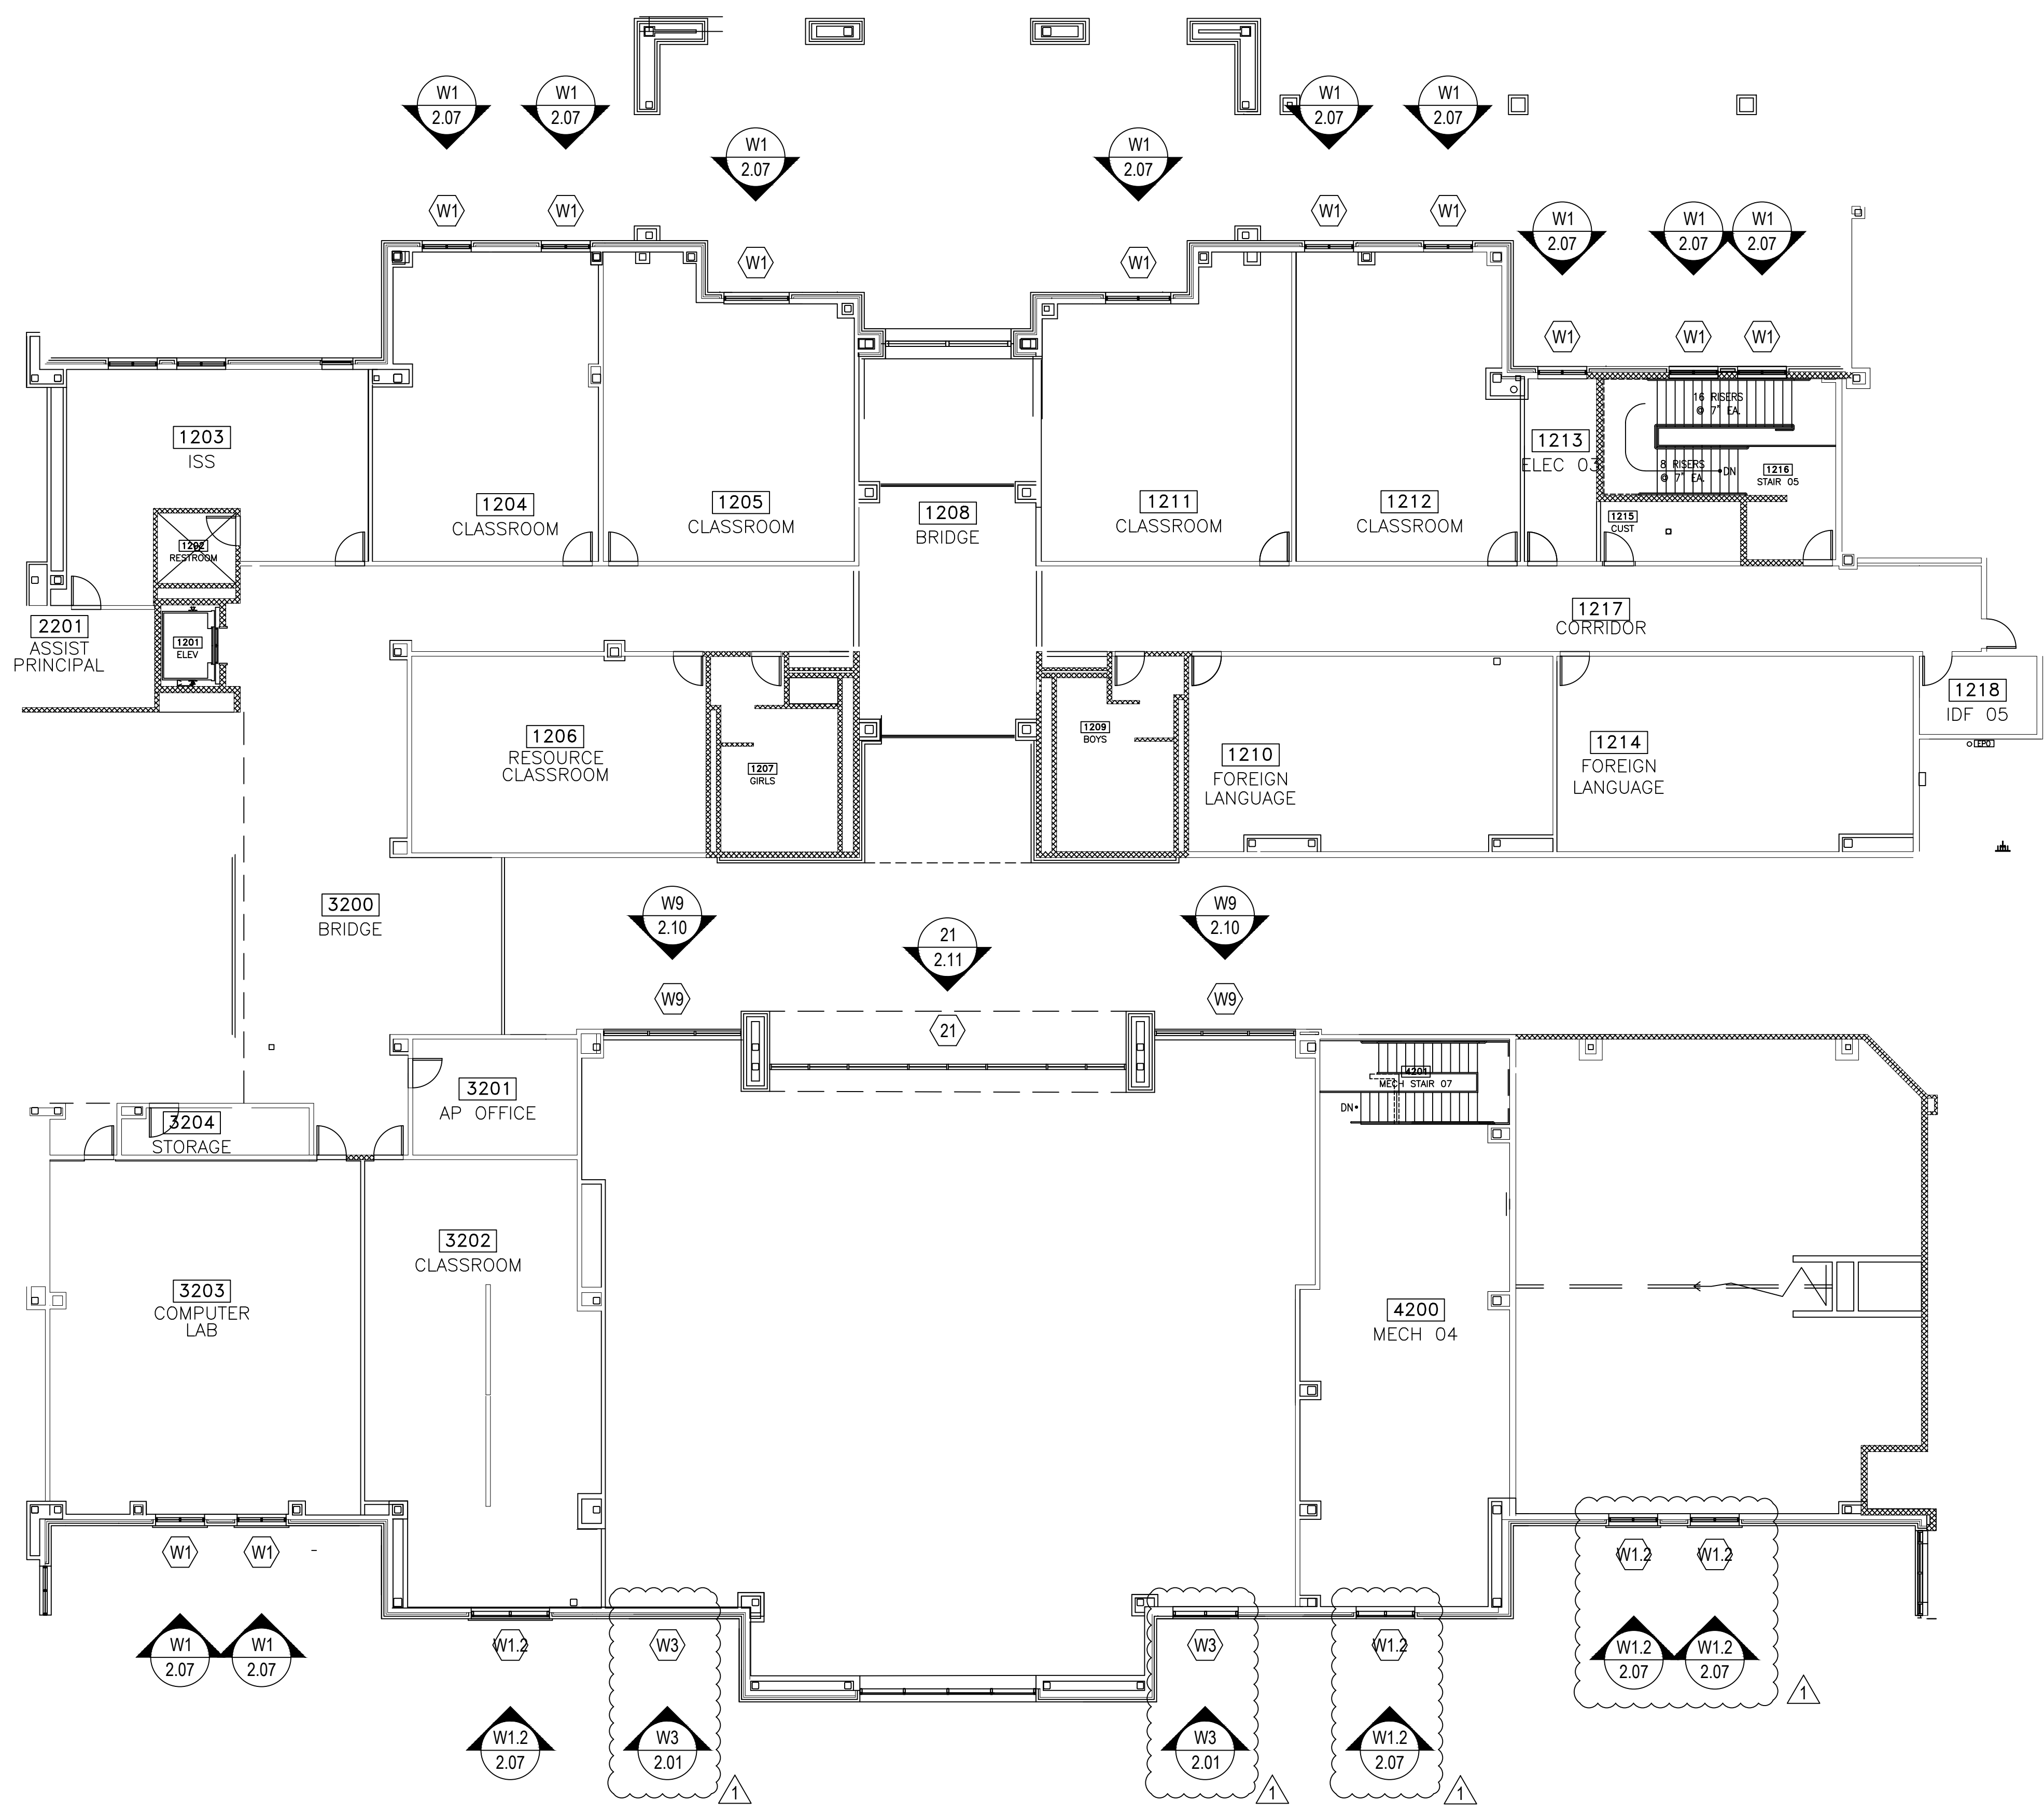 W1
2.07
W1
2.07
W1
2.07
W1
2.07
W1
2.07
W1
2.07
W1
W1
W1
W1
W1
2.07
W1
2.07
W1
2.07
W1
W1
W1
W1
W1
16 RISERS
@ 7" EA.
1203
ISS
1213
ELEC 03
8 RISERS
@ 7" EA.
DN
1216
STAIR 05
1204
CLASSROOM
1205
CLASSROOM
1208
BRIDGE
1211
CLASSROOM
1212
CLASSROOM
1215
CUST
1202
RESTROOM
2201
ASSIST
PRINCIPAL
1201
ELEV
1217
CORRIDOR
1206
RESOURCE
CLASSROOM
1207
GIRLS
1209
BOYS
1210
FOREIGN
LANGUAGE
1214
FOREIGN
LANGUAGE
1218
IDF 05
EPO
3200
BRIDGE
W9
2.10
21
2.11
W9
2.10
W9
21
W9
3201
AP OFFICE
3204
STORAGE
4201
MECH STAIR 07
DN
3202
CLASSROOM
3203
COMPUTER
LAB
4200
MECH 04
W1
W1
W1.2
W1.2
W1
2.07
W1
2.07
W1.2
W3
W3
W1.2
W1.2
2.07
W1.2
2.07
1
W1.2
2.07
W3
2.01
1
W3
2.01
1
W1.2
2.07
1